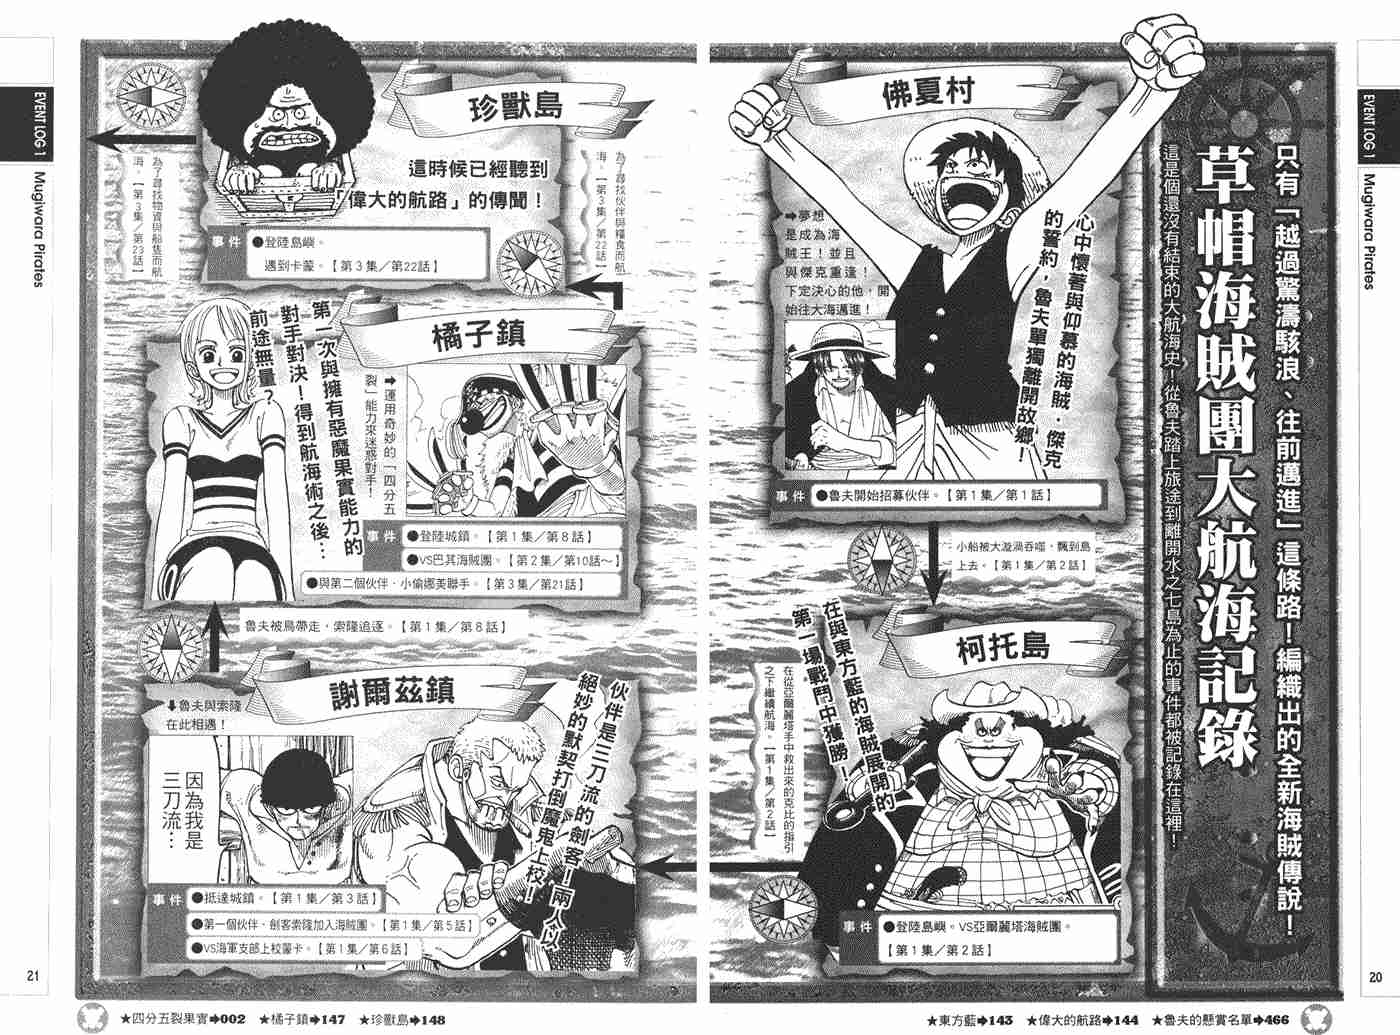 EVENT LOG 1
Mugiwara Pirates
只有「越過驚濤駭浪、往前邁進」這條路！編織出的全新海賊傳說！
草帽海賊團大航海記錄
這是個還沒有結束的大航海史！從魯夫踏上旅途到離開水之七島為止的事件都被記錄在這裡！
佛夏村
心中懷著與仰慕的海賊．傑克
的誓約，魯夫單獨離開故鄉！
➡夢想
是成為海
賊王！並且
與傑克重逢！
下定決心的他，開
始往大海邁進！
事件
●魯夫開始招募伙伴。【第１集／第１話】
小船被大漩渦吞噬，飄到島
上去。【第１集／第２話】
柯托島
在與東方藍的海賊展開的
第一場戰鬥中獲勝！
事件
●登陸島嶼。VS亞爾麗塔海賊團。
【第１集／第２話】
在從亞爾麗塔手中救出來的克比的指引
之下繼續航海。【第１集／第２話】
謝爾茲鎮
伙伴是三刀流的劍客！兩人以
絕妙的默契打倒魔鬼上校！
⬇魯夫與索隆
在此相遇！
因為我是
三刀流…
事件
●抵達城鎮。【第１集／第３話】
●第一個伙伴，劍客索隆加入海賊團。【第１集／第５話】
●VS海軍支部上校蒙卡。【第１集／第６話】
魯夫被鳥帶走，索隆追逐。【第１集／第８話】
橘子鎮
第一次與擁有惡魔果實能力的
對手對決！得到航海術之後…
前途無量？
➡運用奇妙的「四分五
裂」能力來迷惑對手！
事件
●登陸城鎮。【第１集／第８話】
●VS巴其海賊團。【第２集／第10話～】
●與第二個伙伴，小偷娜美聯手。【第３集／第21話】
為了尋找伙伴與糧食而航
海。【第３集／第22話】
珍獸島
這時候已經聽到
「偉大的航路」的傳聞！
事件
●登陸島嶼。
遇到卡蒙。【第３集／第22話】
為了尋找物資與船隻而航
海。【第３集／第23話】
EVENT LOG 1
Mugiwara Pirates
20
21
★東方藍➡143 ★偉大的航路➡144 ★魯夫的懸賞名單➡466
★四分五裂果實➡002 ★橘子鎮➡147 ★珍獸島➡148